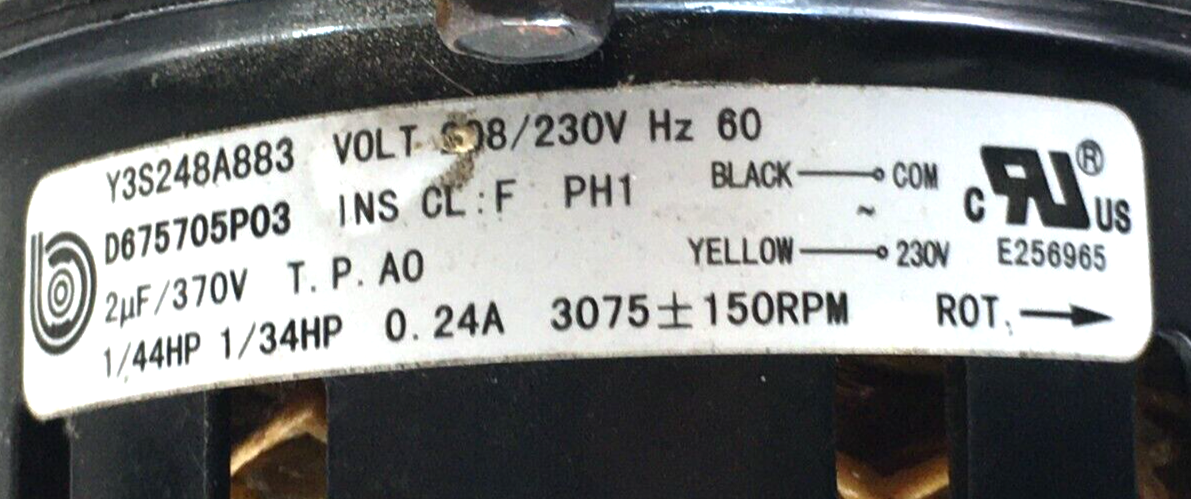 Y3S248A883 VOLT 208/230V Hz 60
D675705P03 INS CL:F PH1
BLACK COM
~
2µF/370V T.P.AO
YELLOW 230V
1/44HP 1/34HP 0.24A 3075±150RPM ROT.
C RU ® US
E256965